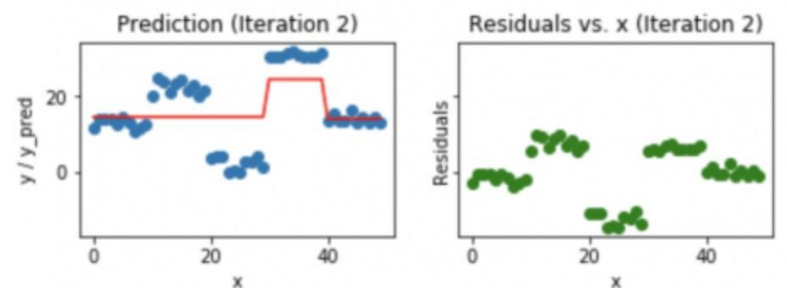 Prediction (Iteration 2)
y / y_pred
20
0
0
20
40
x
Residuals vs. x (Iteration 2)
Residuals
0
20
40
x